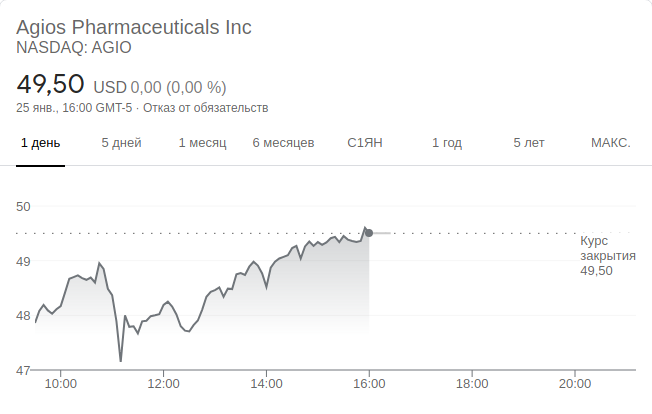 Agios Pharmaceuticals Inc
NASDAQ: AGIO
49,50 USD 0,00 (0,00 %)
25 янв., 16:00 GMT-5 · Отказ от обязательств
1 день 5 дней 1 месяц 6 месяцев С1ЯН 1 год 5 лет МАКС.
50
49
48
47
Курс
закрытия
49,50
10:00 12:00 14:00 16:00 18:00 20:00